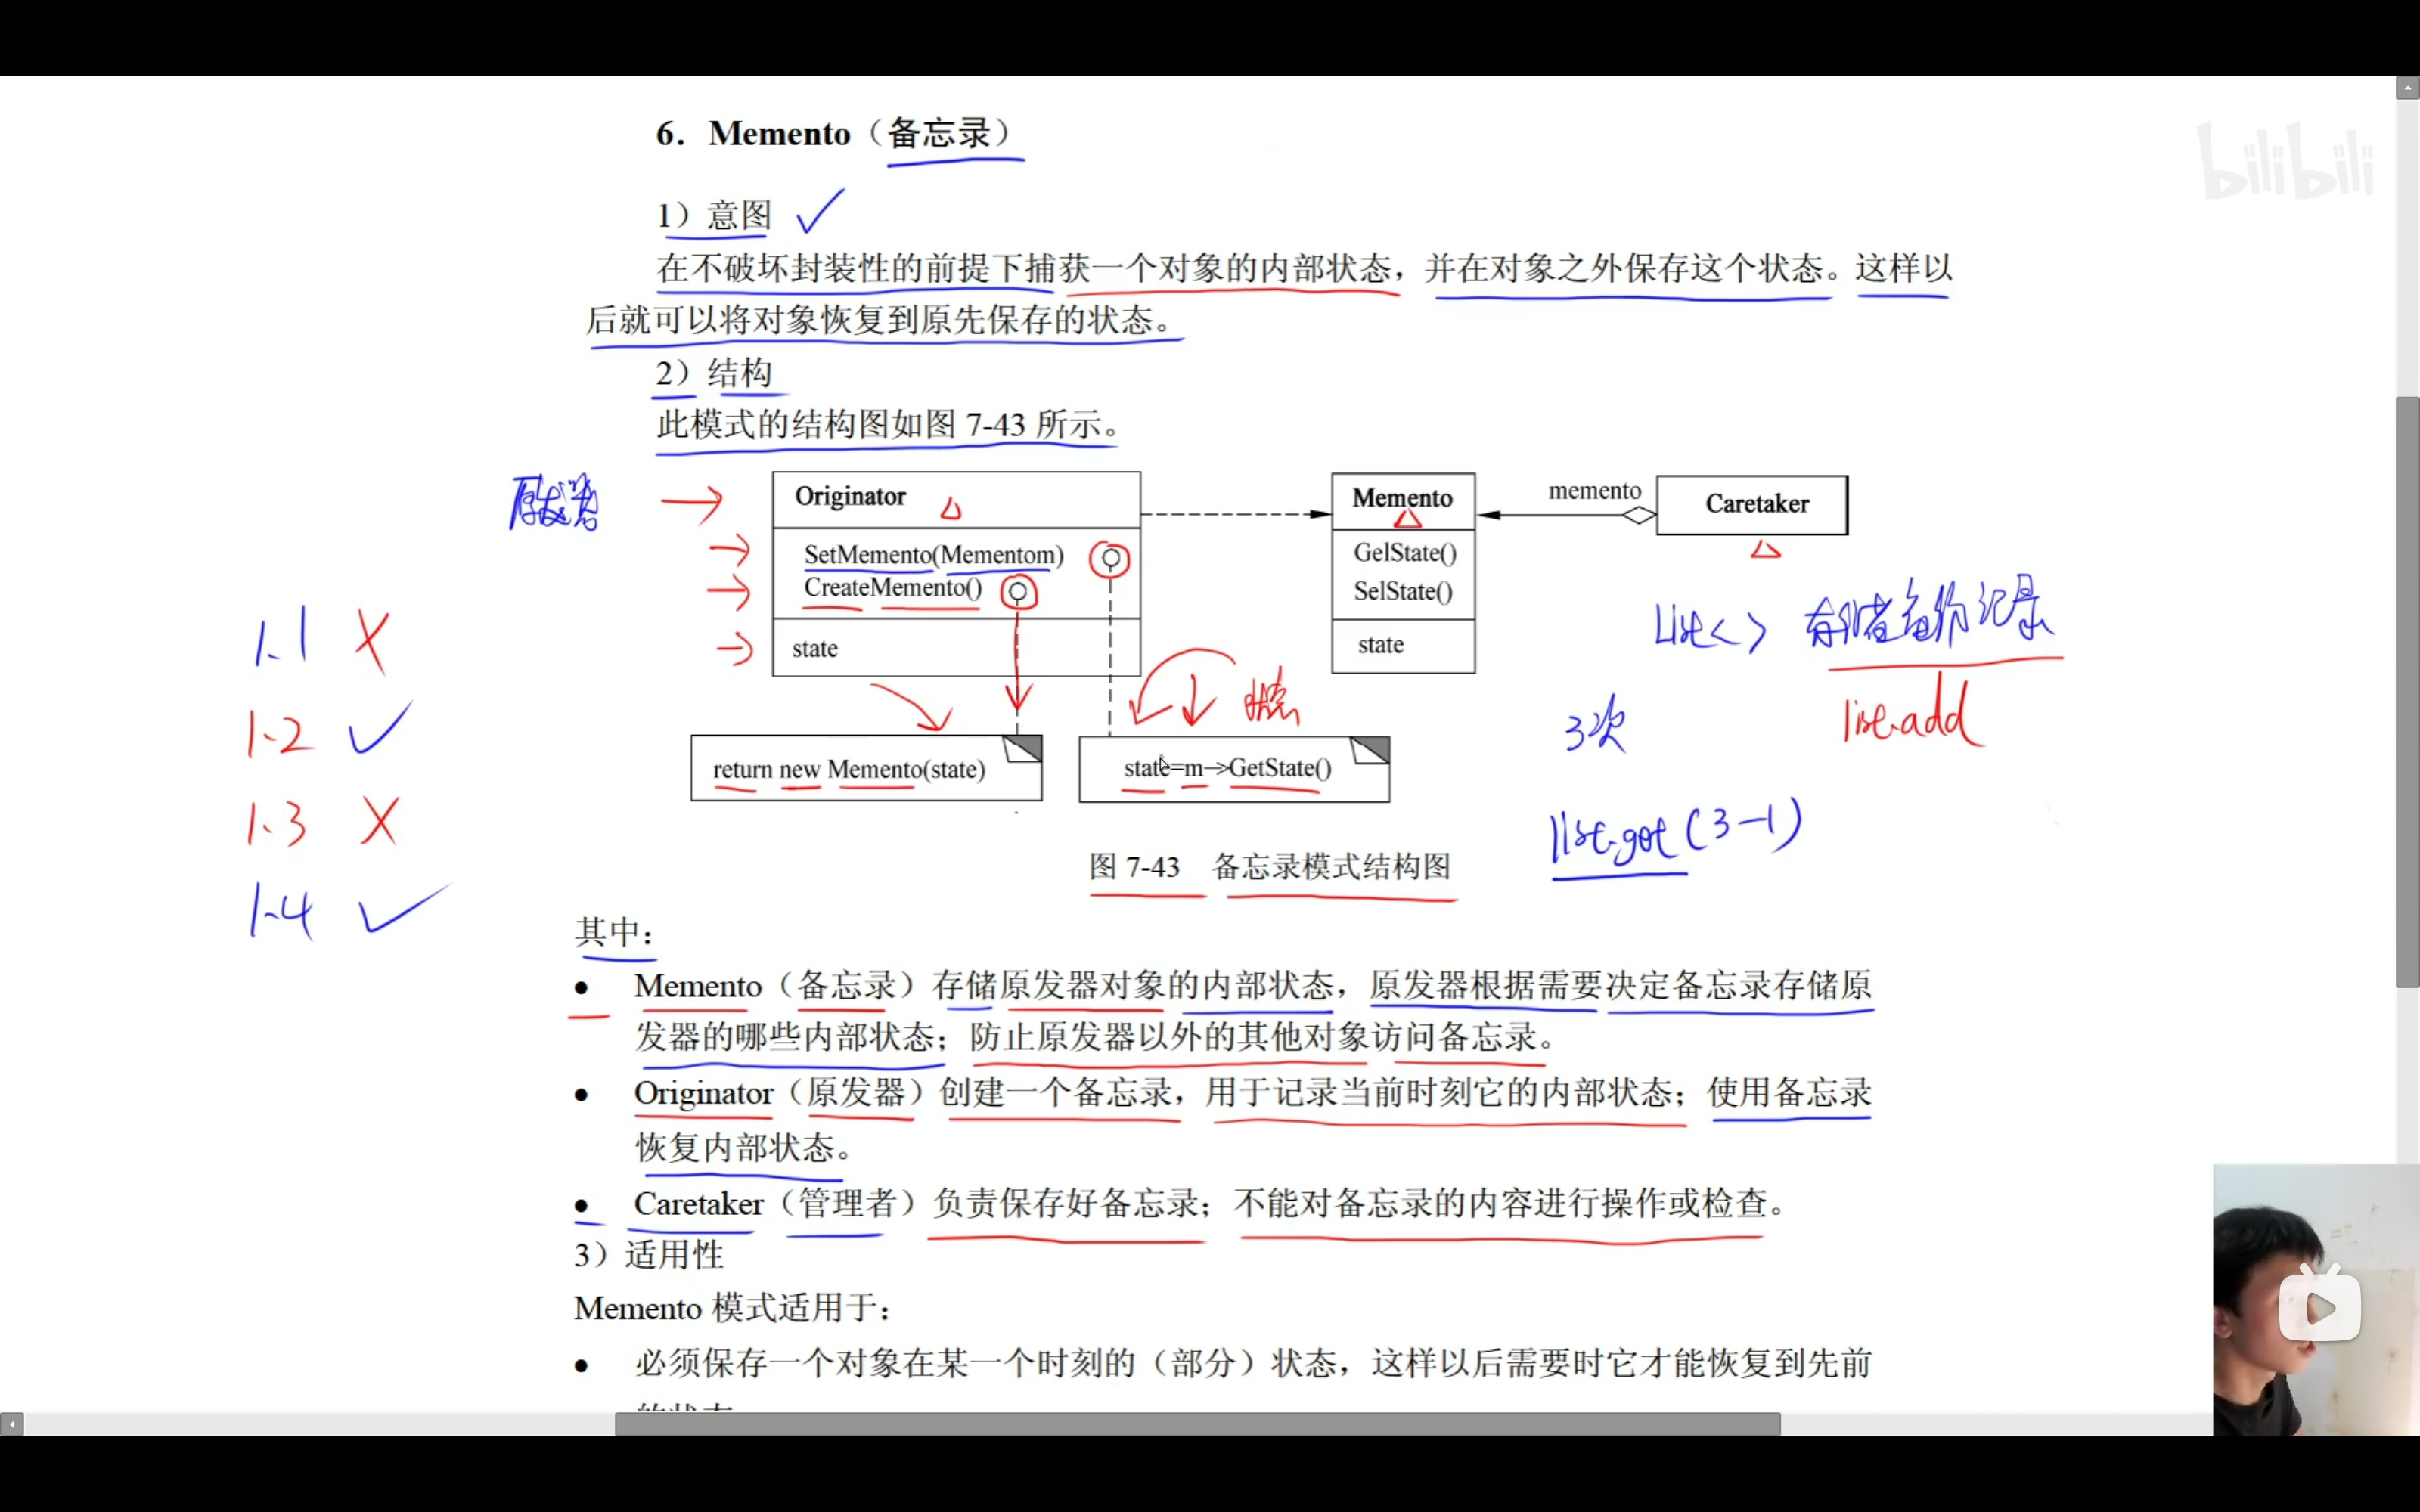 bilibili
6. Memento（备忘录）
1）意图
在不破坏封装性的前提下捕获一个对象的内部状态，并在对象之外保存这个状态。这样以
后就可以将对象恢复到原先保存的状态。
2）结构
此模式的结构图如图 7-43 所示。
原发器
Originator
SetMemento(Mementom)
CreateMemento()
state
return new Memento(state)
state=m->GetState()
Memento
GelState()
SelState()
state
memento
Caretaker
List< > 备份记录
list.add
3次
list.get(3-1)
1.1 X
1.2 ✓
1.3 X
1.4 ✓
图 7-43 备忘录模式结构图
其中：
● Memento（备忘录）存储原发器对象的内部状态，原发器根据需要决定备忘录存储原
发器的哪些内部状态；防止原发器以外的其他对象访问备忘录。
● Originator（原发器）创建一个备忘录，用于记录当前时刻它的内部状态；使用备忘录
恢复内部状态。
● Caretaker（管理者）负责保存好备忘录；不能对备忘录的内容进行操作或检查。
3）适用性
Memento 模式适用于：
● 必须保存一个对象在某一个时刻的（部分）状态，这样以后需要时它才能恢复到先前